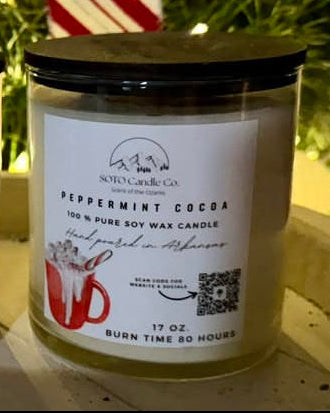 SOTO Candle Co.
Scents of the Ozarks
PEPPERMINT COCOA
100 % PURE SOY WAX CANDLE
Hand poured in Arkansas
SCAN CODE FOR
WEBSITE & SOCIALS
17 OZ.
BURN TIME 80 HOURS